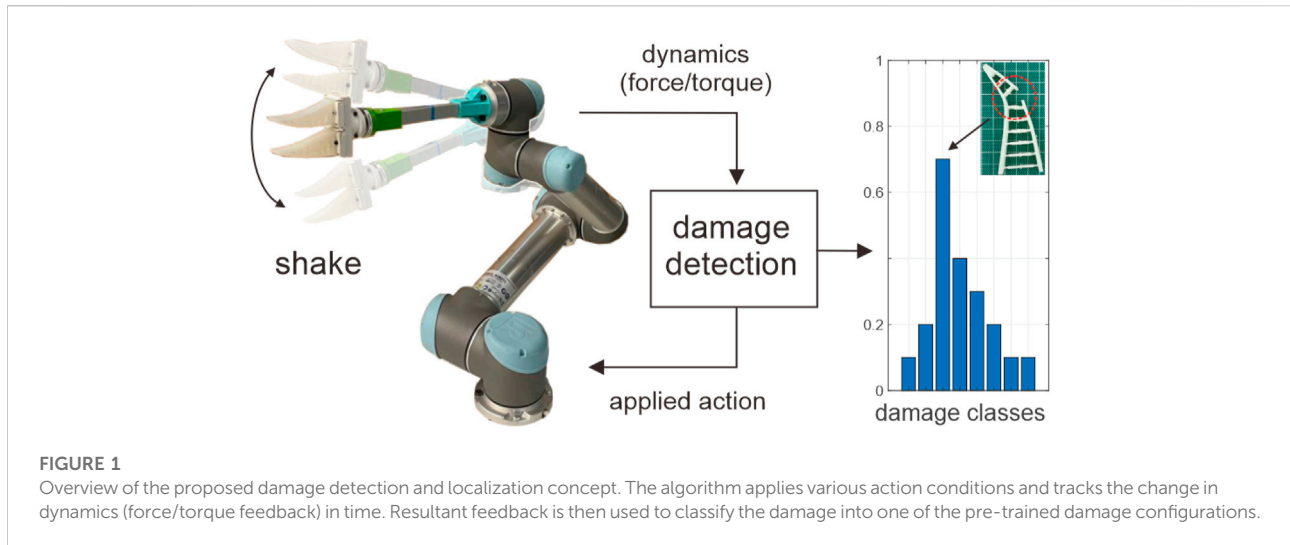 dynamics
(force/torque)
shake
damage
detection
applied action
1
0.8
0.6
0.4
0.2
0
damage classes
FIGURE 1
Overview of the proposed damage detection and localization concept. The algorithm applies various action conditions and tracks the change in
dynamics (force/torque feedback) in time. Resultant feedback is then used to classify the damage into one of the pre-trained damage configurations.